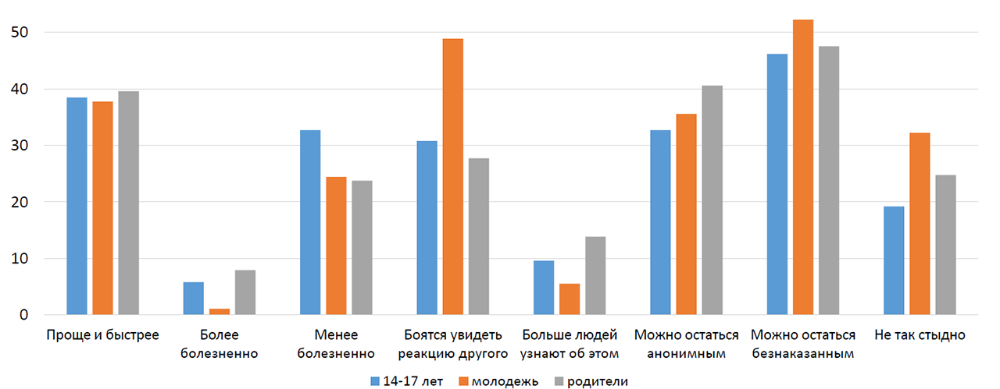 50
40
30
20
10
0
Проще и быстрее
Более
болезненно
Менее
болезненно
Боятся увидеть
реакцию другого
Больше людей
узнают об этом
Можно остаться
анонимным
Можно остаться
безнаказанным
Не так стыдно
14-17 лет
молодежь
родители